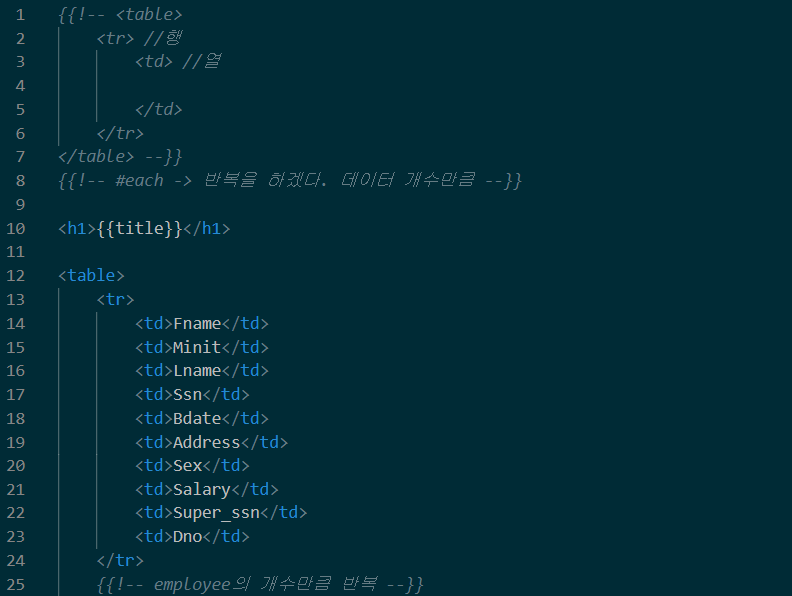 1 {{!-- <table>
2 <tr> //행
3 <td> //열
4
5 </td>
6 </tr>
7 </table> --}}
8 {{!-- #each -> 반복을 하겠다. 데이터 개수만큼 --}}
9
10 <h1>{{title}}</h1>
11
12 <table>
13 <tr>
14 <td>Fname</td>
15 <td>Minit</td>
16 <td>Lname</td>
17 <td>Ssn</td>
18 <td>Bdate</td>
19 <td>Address</td>
20 <td>Sex</td>
21 <td>Salary</td>
22 <td>Super_ssn</td>
23 <td>Dno</td>
24 </tr>
25 {{!-- employee의 개수만큼 반복 --}}